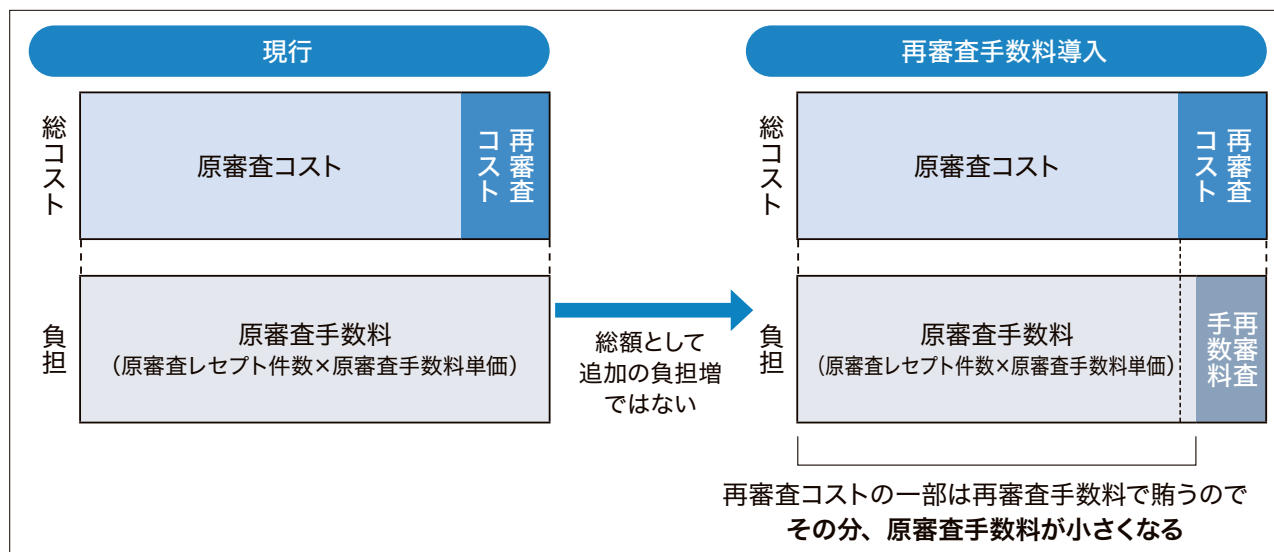 現行
総コスト
原審査コスト
再審査
コスト
負担
原審査手数料
（原審査レセプト件数×原審査手数料単価）
総額として
追加の負担増
ではない
再審査手数料導入
総コスト
原審査コスト
再審査
コスト
負担
原審査手数料
（原審査レセプト件数×原審査手数料単価）
再審査
手数料
再審査コストの一部は再審査手数料で賄うので
その分、原審査手数料が小さくなる